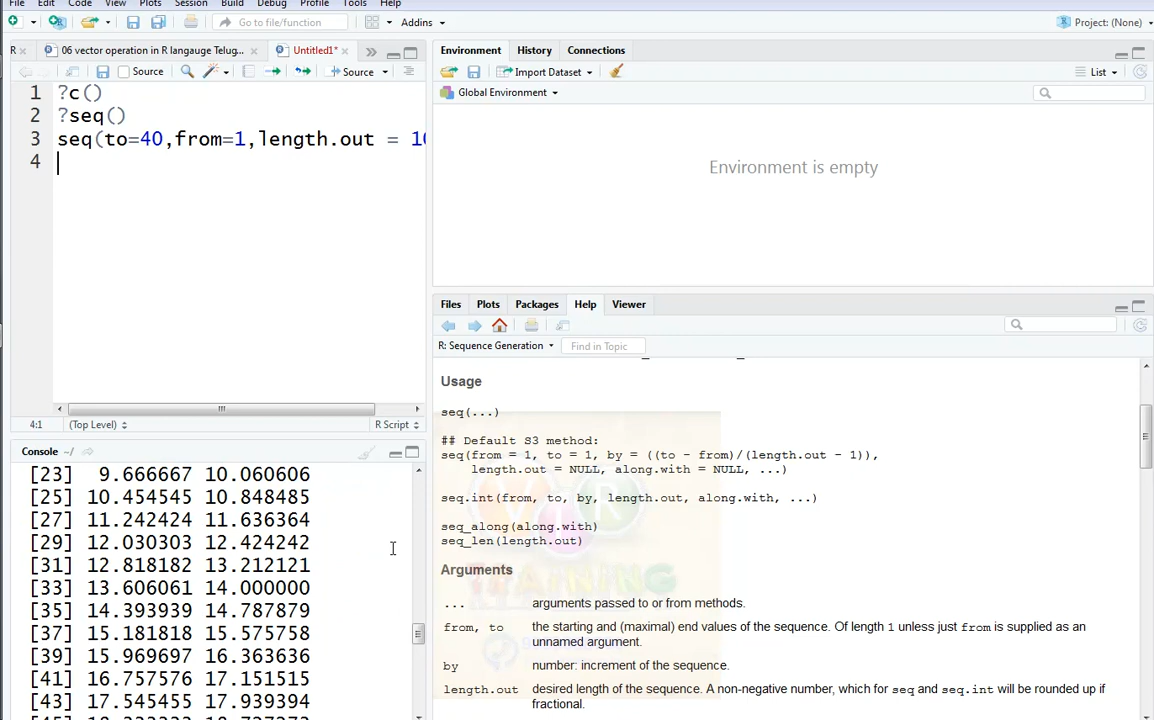 File Edit Code View Plots Session Build Debug Profile Tools Help
Go to file/function Addins Project: (None)
R 06 vector operation in R langauge Telug... Untitled1*
Source Source
1 ?c()
2 ?seq()
3 seq(to=40,from=1,length.out = 10
4
4:1 (Top Level) R Script
Console ~/
[23] 9.666667 10.060606
[25] 10.454545 10.848485
[27] 11.242424 11.636364
[29] 12.030303 12.424242
[31] 12.818182 13.212121
[33] 13.606061 14.000000
[35] 14.393939 14.787879
[37] 15.181818 15.575758
[39] 15.969697 16.363636
[41] 16.757576 17.151515
[43] 17.545455 17.939394
Environment History Connections
Import Dataset List
Global Environment
Environment is empty
Files Plots Packages Help Viewer
R: Sequence Generation Find in Topic
Usage
seq(...)
## Default S3 method:
seq(from = 1, to = 1, by = ((to - from)/(length.out - 1)),
length.out = NULL, along.with = NULL, ...)
seq.int(from, to, by, length.out, along.with, ...)
seq_along(along.with)
seq_len(length.out)
Arguments
... arguments passed to or from methods.
from, to the starting and (maximal) end values of the sequence. Of length 1 unless just from is supplied as an
unnamed argument.
by number: increment of the sequence.
length.out desired length of the sequence. A non-negative number, which for seq and seq.int will be rounded up if
fractional.
TRAINING